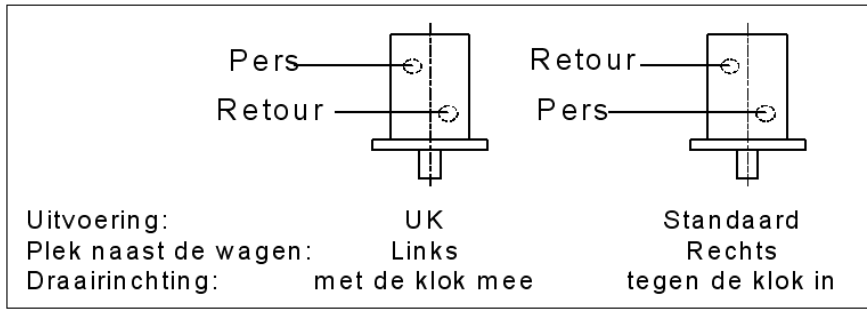 Pers
Retour
Retour
Pers
Uitvoering: UK Standaard
Plek naast de wagen: Links Rechts
Draairinchting: met de klok mee tegen de klok in